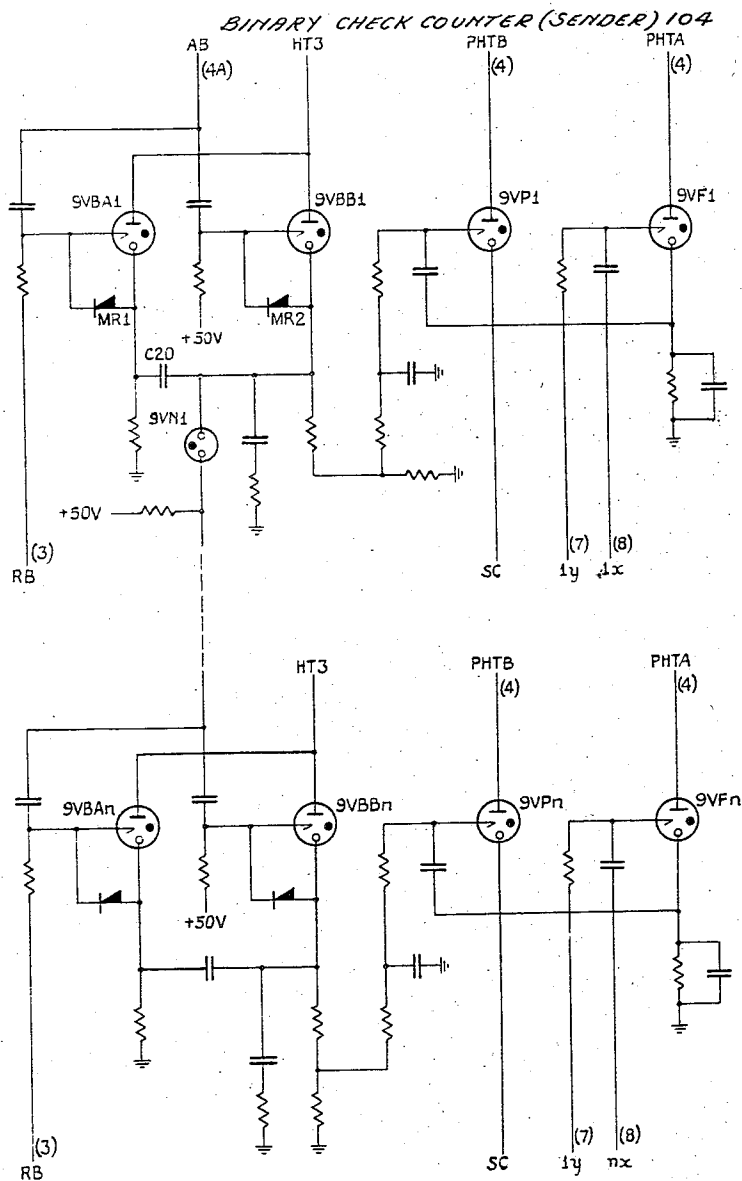 BINARY CHECK COUNTER (SENDER) 104
AB HT3 PHTB PHTA
(4A) (4) (4)
9VBA1 9VBB1 9VP1 9VF1
MR1 MR2
+50V
C20
9VN1
+50V
(3) (7) (8)
RB SC 1y 1x
HT3 PHTB PHTA
(4) (4)
9VBAn 9VBBn 9VPn 9VFn
+50V
(3) (7) (8)
RB SC 1y nx